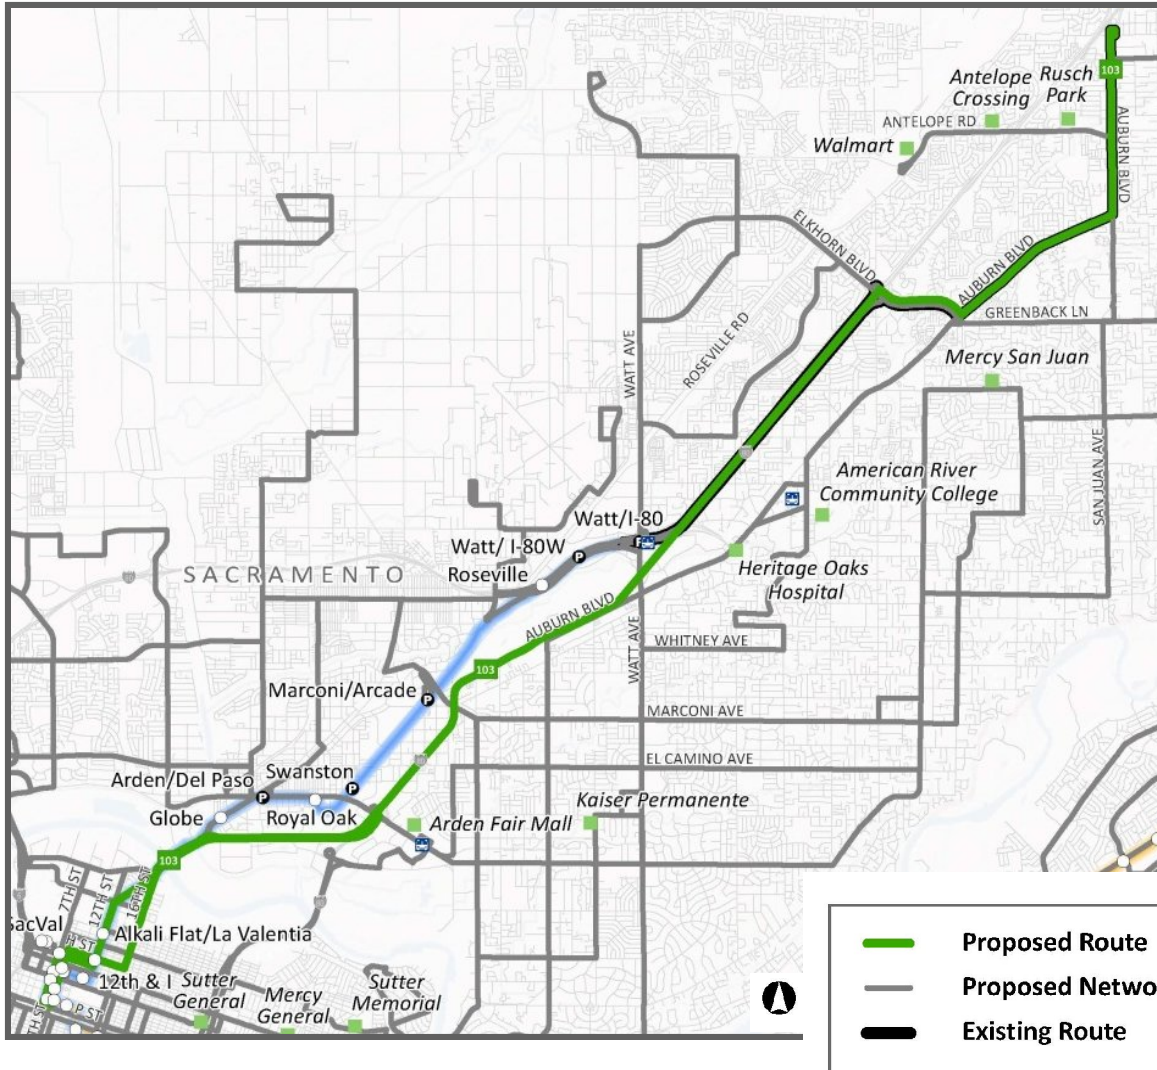 103
Antelope
Crossing
Rusch
Park
ANTELOPE RD
AUBURN BLVD
Walmart
ELKHORN BLVD
AUBURN BLVD
GREENBACK LN
ROSEVILLE RD
WATT AVE
Mercy San Juan
SAN JUAN AVE
American River
Community College
Watt/I-80
P
Watt/ I-80W
P
Roseville
SACRAMENTO
Heritage Oaks
Hospital
AUBURN BLVD
WATT AVE
WHITNEY AVE
103
Marconi/Arcade
P
MARCONI AVE
EL CAMINO AVE
Arden/Del Paso
P
Swanston
P
Globe
Royal Oak
Kaiser Permanente
Arden Fair Mall
103
7TH ST
12TH ST
16TH ST
SacVal
H ST
Alkali Flat/La Valentia
12th & I
Sutter
General
Mercy
General
Sutter
Memorial
P ST
Proposed Route
Proposed Netwo
Existing Route